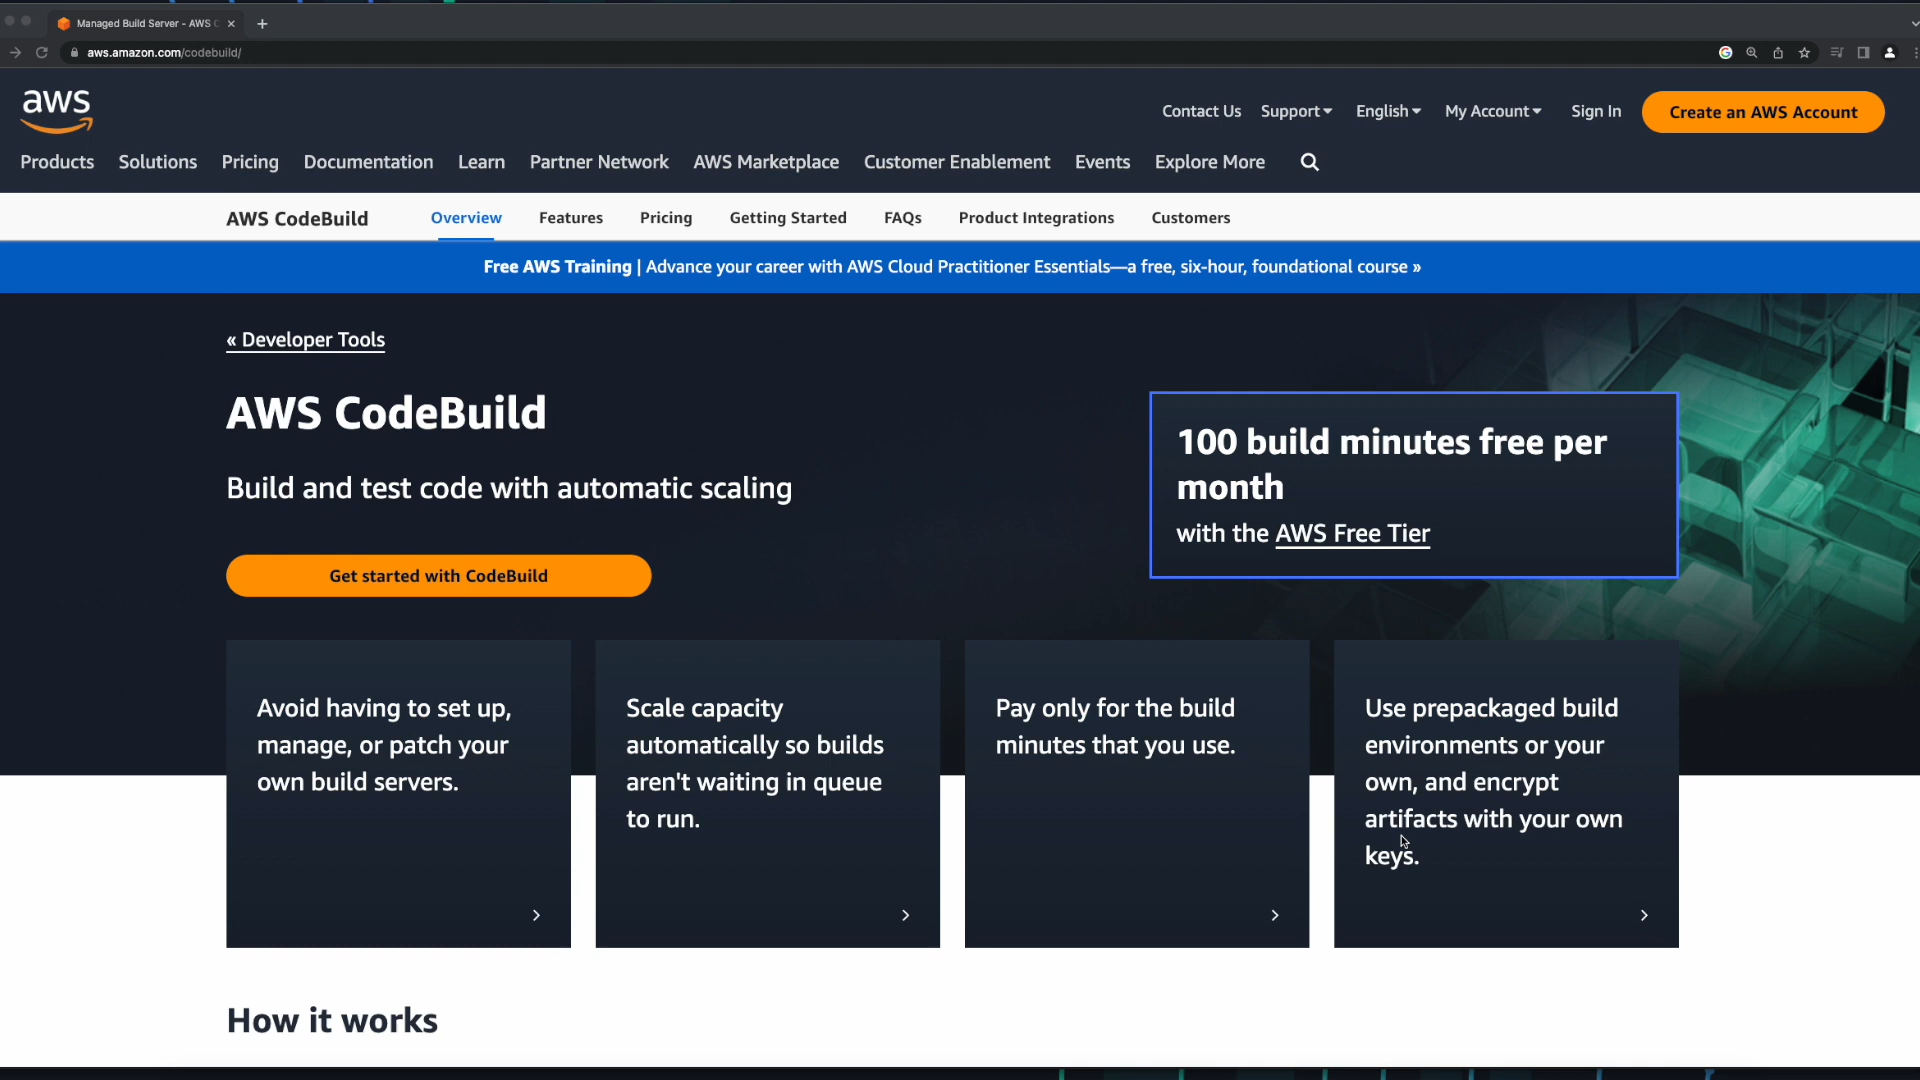 Managed Build Server - AWS C
aws.amazon.com/codebuild/
aws
Contact Us Support English My Account Sign In Create an AWS Account
Products Solutions Pricing Documentation Learn Partner Network AWS Marketplace Customer Enablement Events Explore More
AWS CodeBuild Overview Features Pricing Getting Started FAQs Product Integrations Customers
Free AWS Training | Advance your career with AWS Cloud Practitioner Essentials—a free, six-hour, foundational course »
« Developer Tools
AWS CodeBuild
Build and test code with automatic scaling
Get started with CodeBuild
100 build minutes free per
month
with the AWS Free Tier
Avoid having to set up,
manage, or patch your
own build servers.
Scale capacity
automatically so builds
aren't waiting in queue
to run.
Pay only for the build
minutes that you use.
Use prepackaged build
environments or your
own, and encrypt
artifacts with your own
keys.
How it works